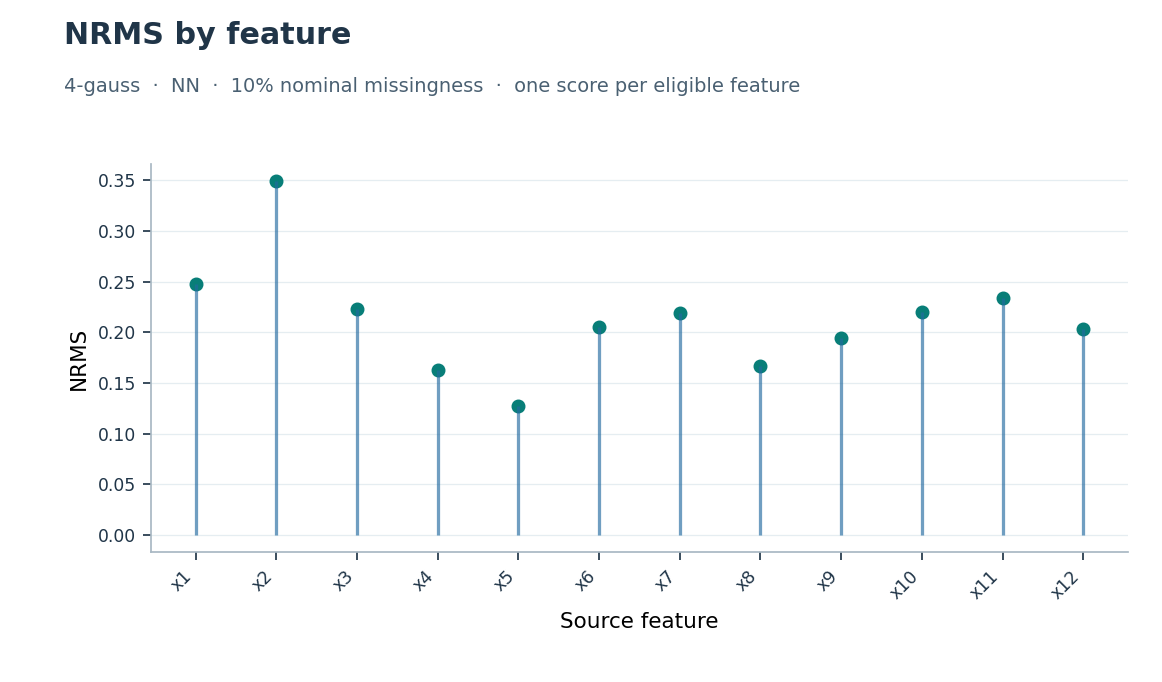 NRMS by feature
4-gauss · NN · 10% nominal missingness · one score per eligible feature
0.35
0.30
0.25
0.20
0.15
0.10
0.05
0.00
NRMS
x1 x2 x3 x4 x5 x6 x7 x8 x9 x10 x11 x12
Source feature